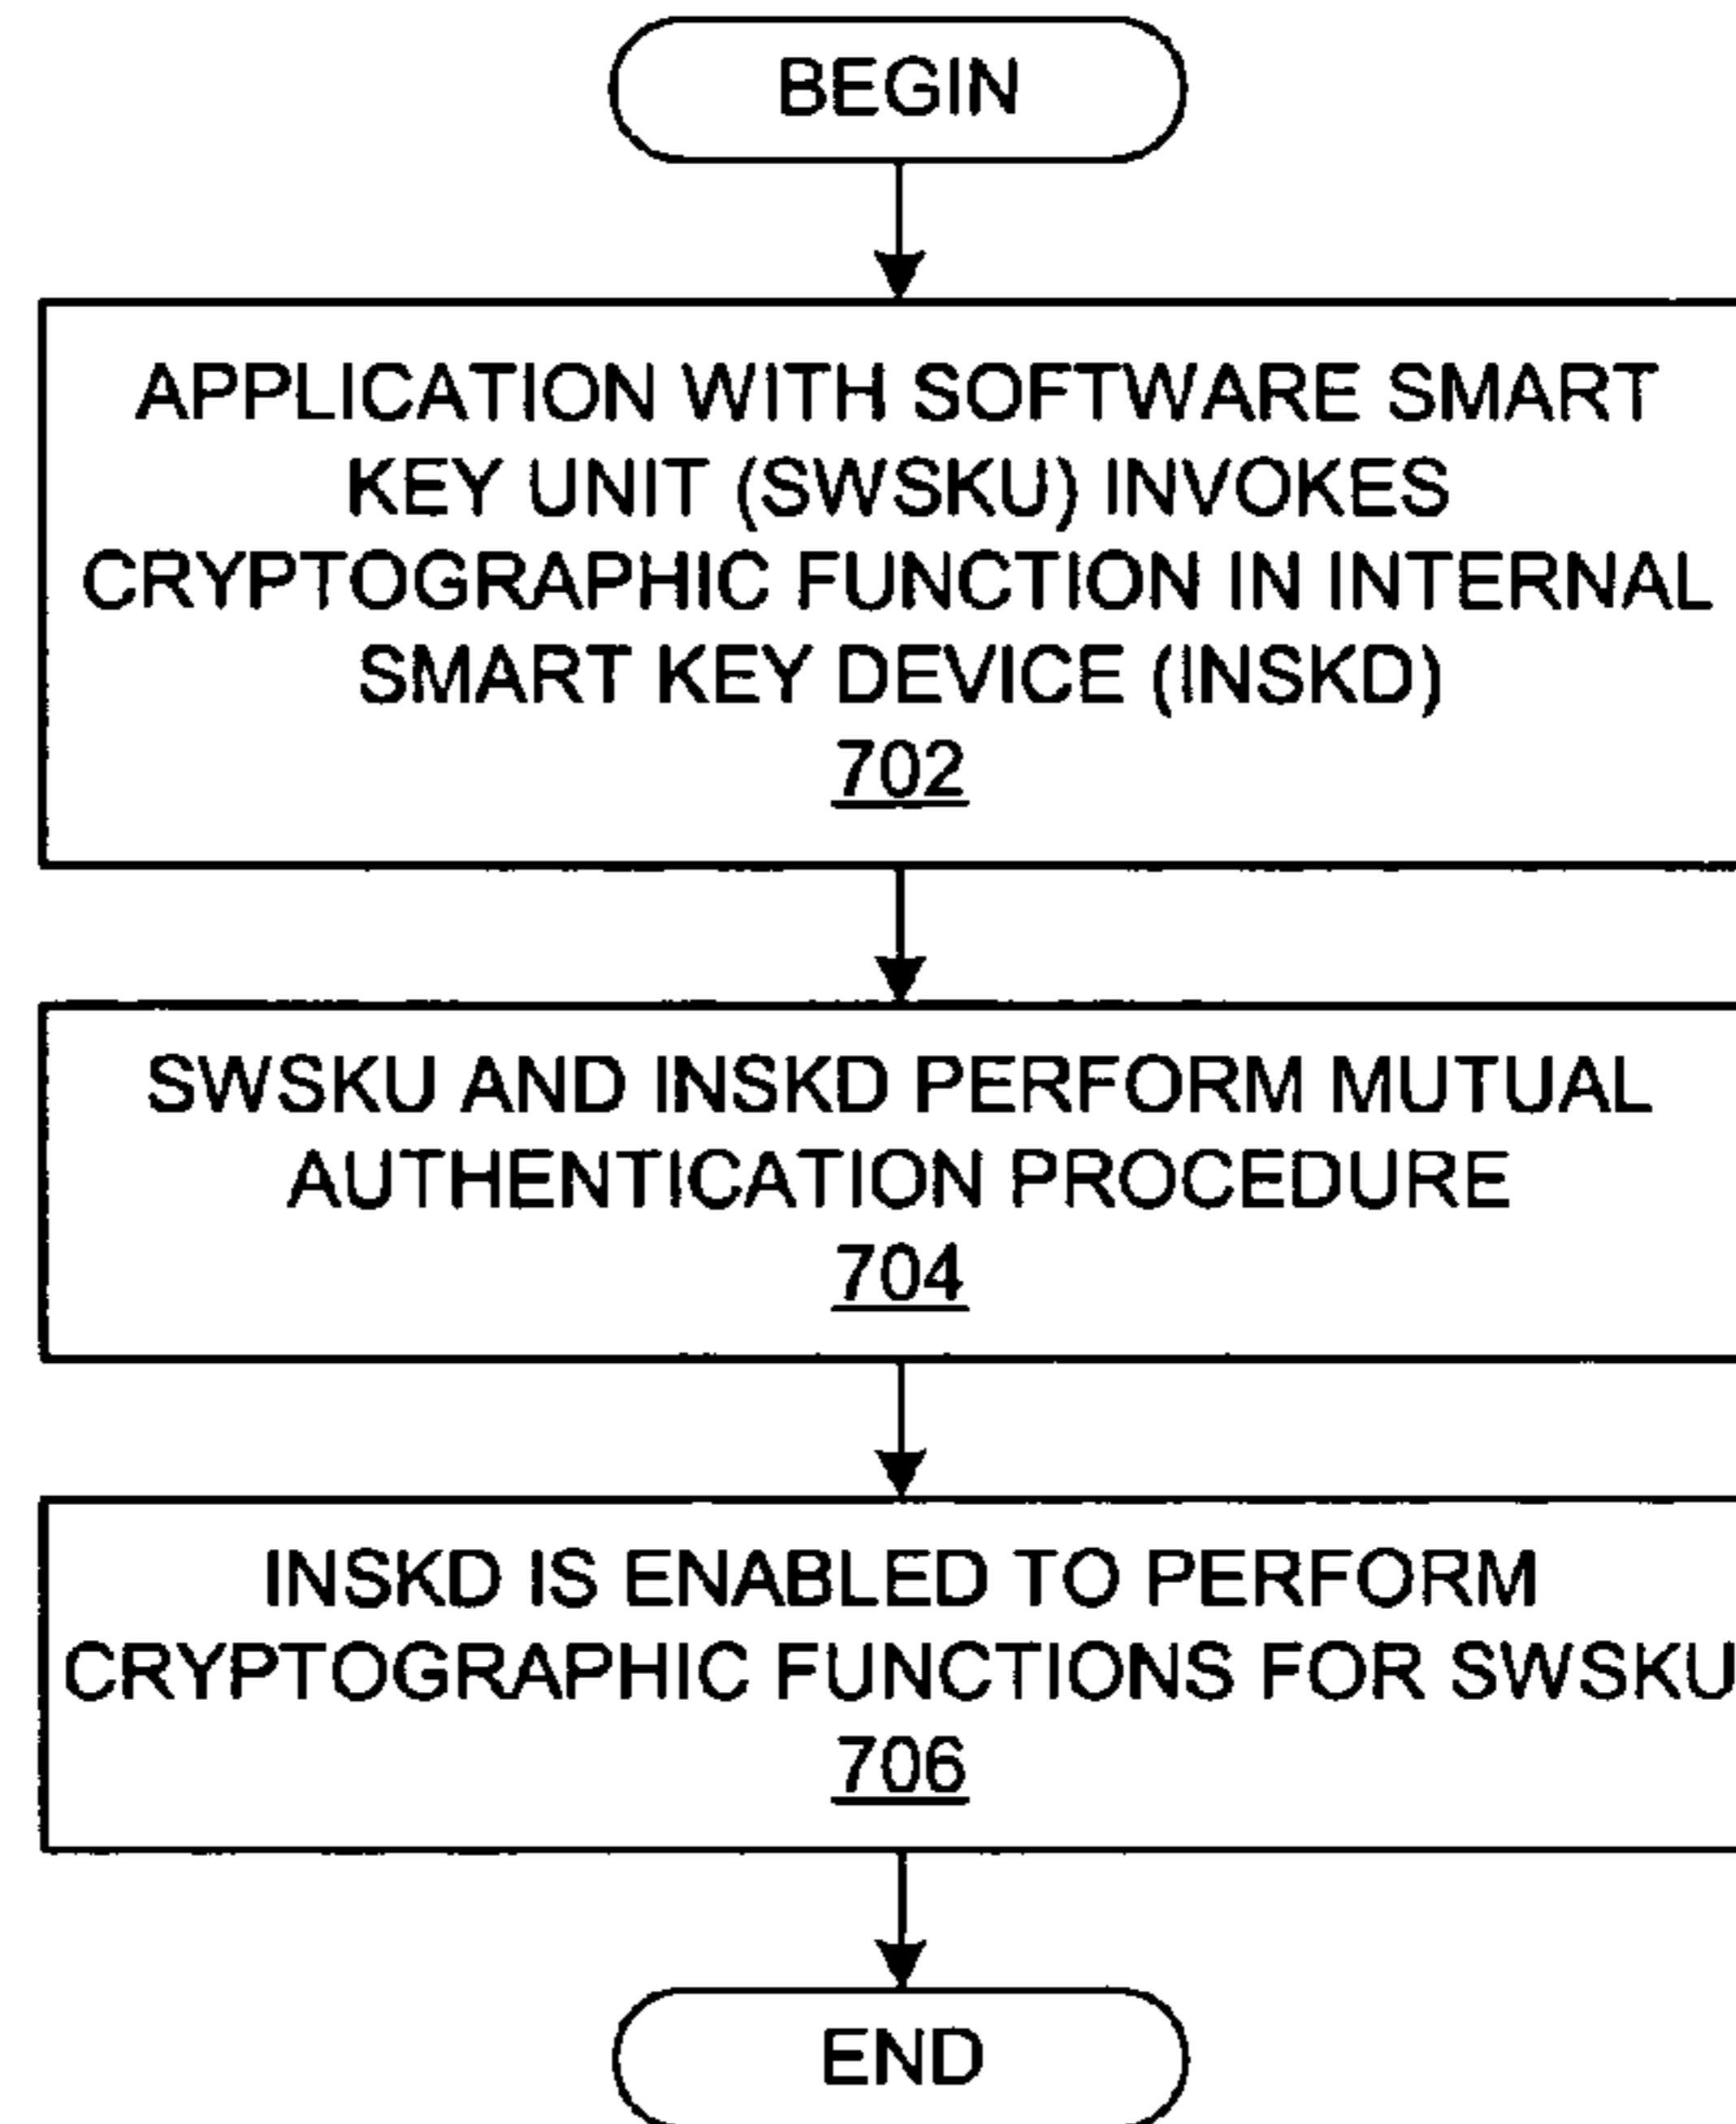 BEGIN
APPLICATION WITH SOFTWARE SMART
KEY UNIT (SWSKU) INVOKES
CRYPTOGRAPHIC FUNCTION IN INTERNAL
SMART KEY DEVICE (INSKD)
702
SWSKU AND INSKD PERFORM MUTUAL
AUTHENTICATION PROCEDURE
704
INSKD IS ENABLED TO PERFORM
CRYPTOGRAPHIC FUNCTIONS FOR SWSKU
706
END